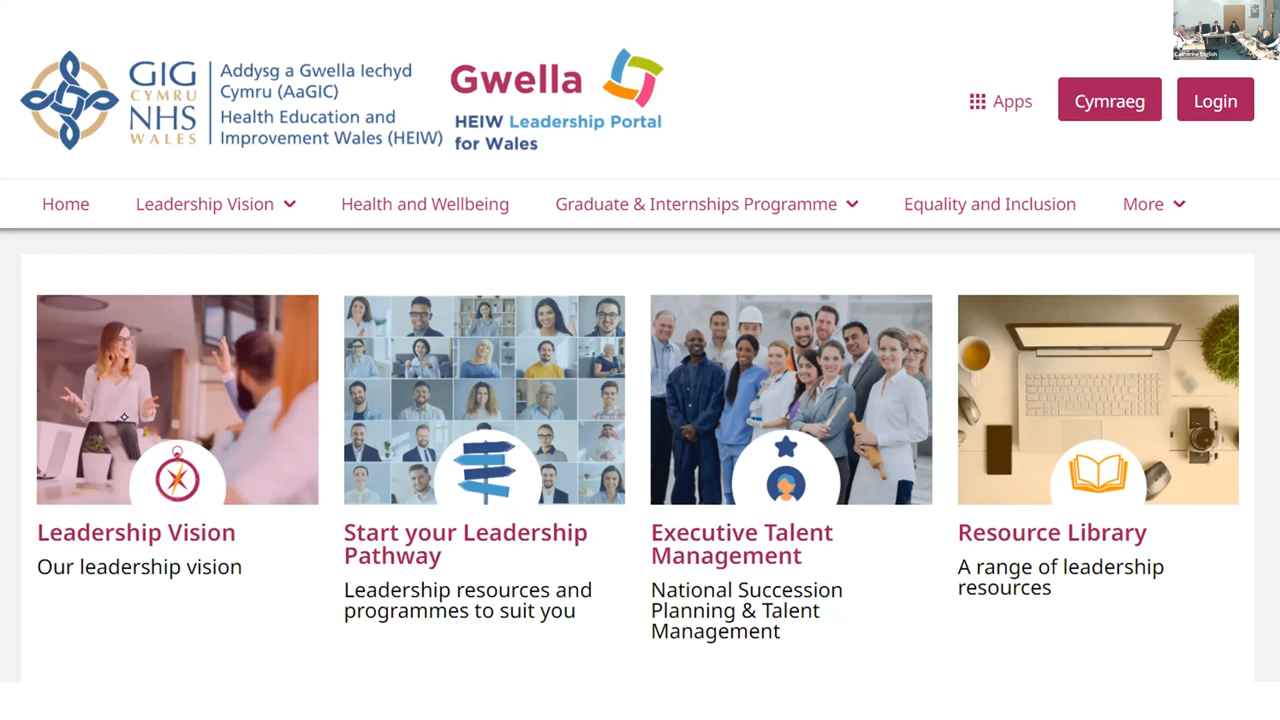 GIG
CYMRU
NHS
WALES
Addysg a Gwella Iechyd
Cymru (AaGIC)
Health Education and
Improvement Wales (HEIW)
Gwella
HEIW Leadership Portal
for Wales
Catherine English
Apps
Cymraeg
Login
Home
Leadership Vision
Health and Wellbeing
Graduate & Internships Programme
Equality and Inclusion
More
Leadership Vision
Our leadership vision
Start your Leadership
Pathway
Leadership resources and
programmes to suit you
Executive Talent
Management
National Succession
Planning & Talent
Management
Resource Library
A range of leadership
resources